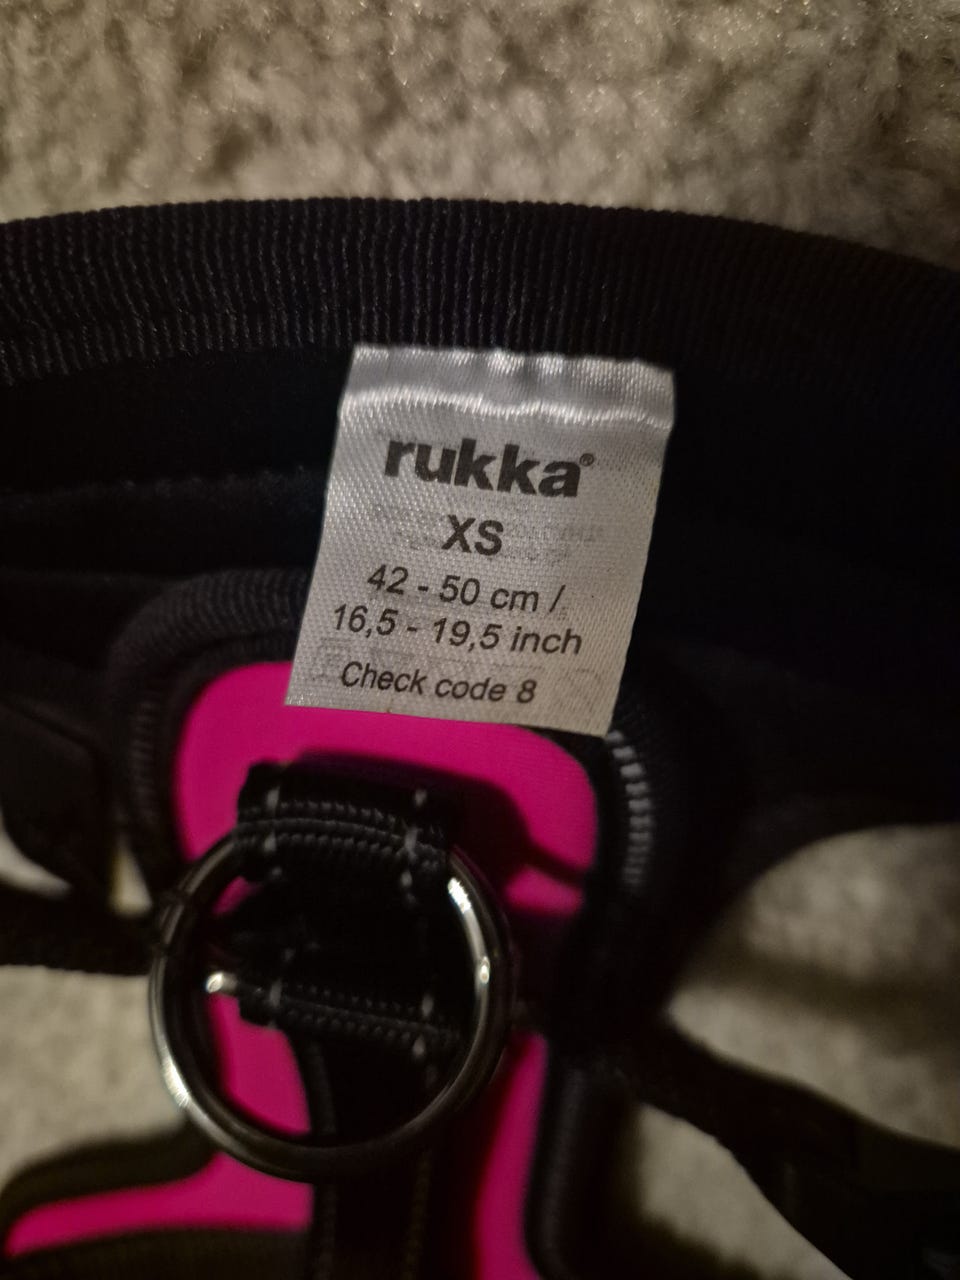 rukka®
XS
42 - 50 cm /
16,5 - 19,5 inch
Check code 8